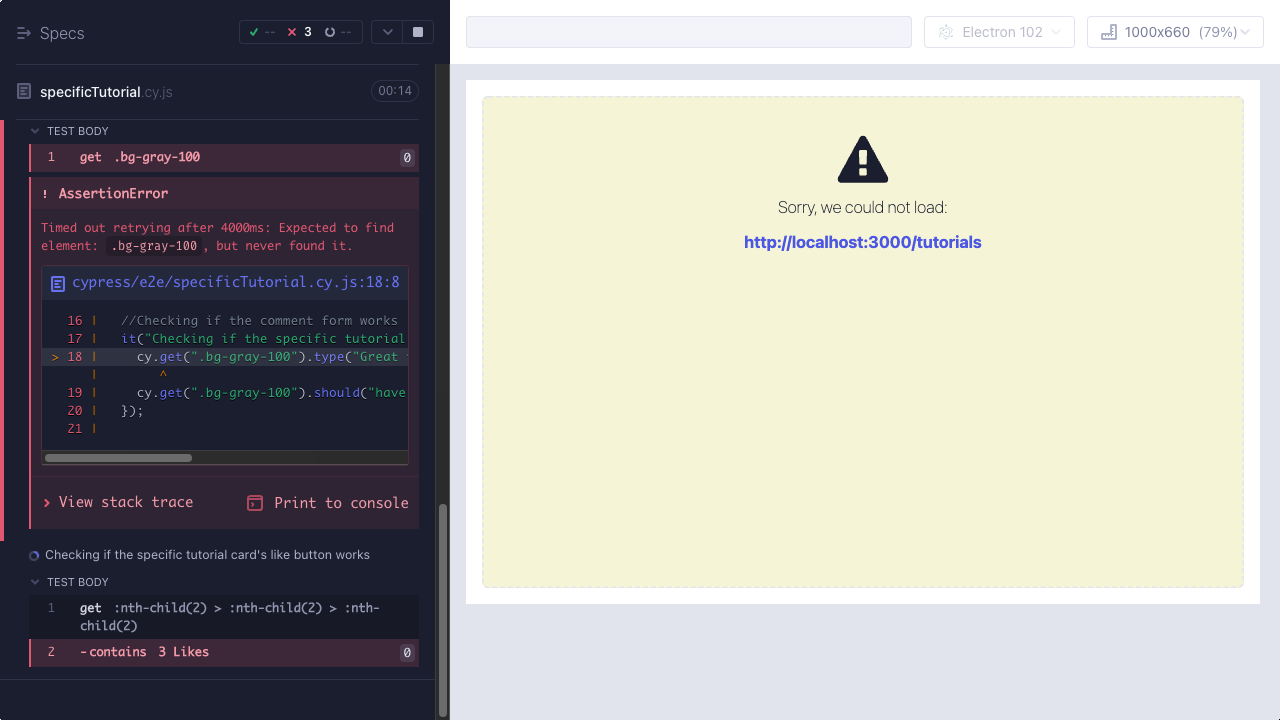 Specs
-- 3 --
Electron 102
1000x660 (79%)
specificTutorial.cy.js
00:14
TEST BODY
1 get .bg-gray-100 0
! AssertionError
Timed out retrying after 4000ms: Expected to find
element: .bg-gray-100, but never found it.
cypress/e2e/specificTutorial.cy.js:18:8
16 | //Checking if the comment form works
17 | it("Checking if the specific tutorial
> 18 | cy.get(".bg-gray-100").type("Great
| ^
19 | cy.get(".bg-gray-100").should("have
20 | });
21 |
View stack trace
Print to console
Checking if the specific tutorial card's like button works
TEST BODY
1 get :nth-child(2) > :nth-child(2) > :nth-
child(2)
2 -contains 3 Likes 0
Sorry, we could not load:
http://localhost:3000/tutorials